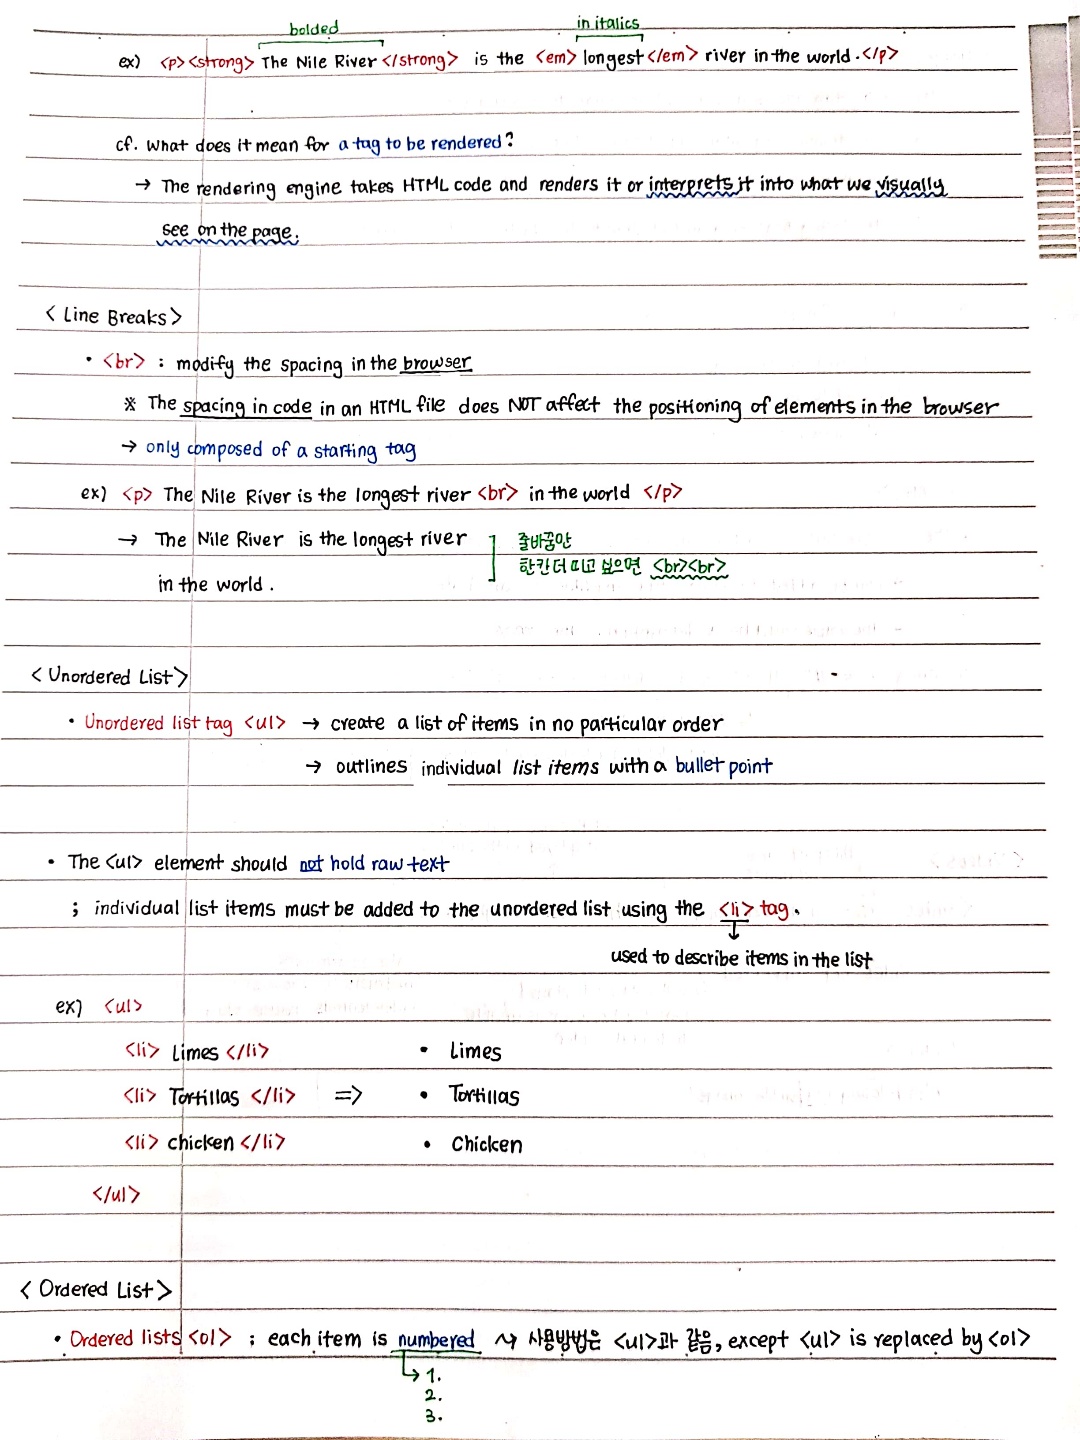 bolded in italics
ex) <p><strong> The Nile River </strong> is the <em> longest </em> river in the world. </p>
cf. What does it mean for a tag to be rendered?
→ The rendering engine takes HTML code and renders it or interprets it into what we visually
see on the page.
< Line Breaks >
• <br> : modify the spacing in the browser
※ The spacing in code in an HTML file does NOT affect the positioning of elements in the browser
→ only composed of a starting tag
ex) <p> The Nile River is the longest river <br> in the world </p>
→ The Nile River is the longest river 줄바꿈만
한칸 더 띄고 싶으면 <br><br>
in the world.
< Unordered List >
• Unordered list tag <ul> → create a list of items in no particular order
→ outlines individual list items with a bullet point
• The <ul> element should not hold raw text
; individual list items must be added to the unordered list using the <li> tag.
↓
used to describe items in the list
ex) <ul>
<li> Limes </li> • Limes
<li> Tortillas </li> => • Tortillas
<li> chicken </li> • Chicken
</ul>
< Ordered List >
• Ordered lists <ol> ; each item is numbered ↝ 사용방법은 <ul>과 같음, except <ul> is replaced by <ol>
↳ 1.
2.
3.